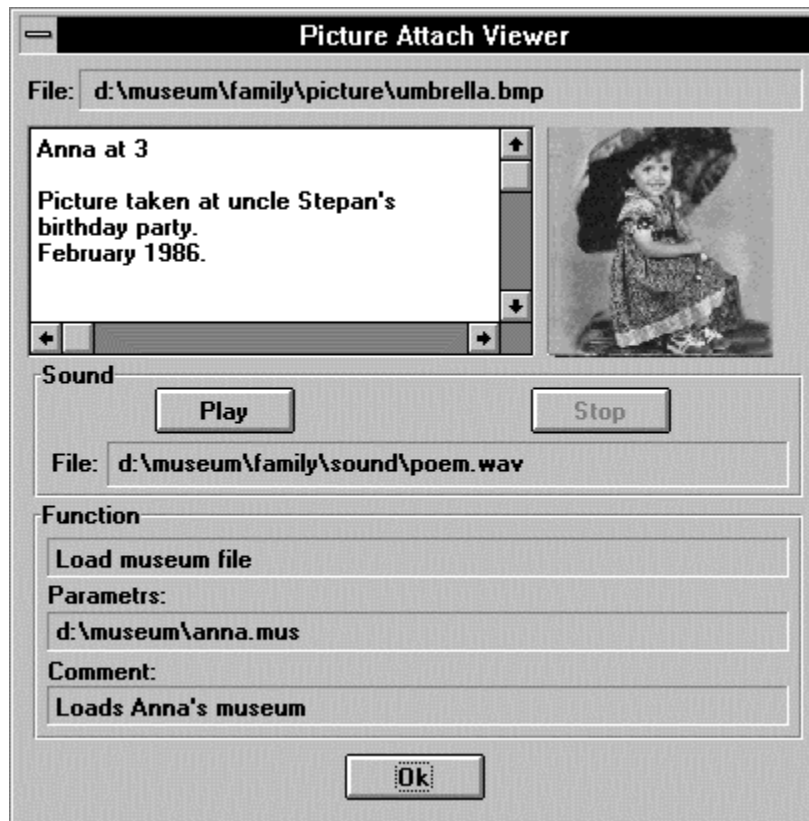 Picture Attach Viewer
File: d:\museum\family\picture\umbrella.bmp
Anna at 3
Picture taken at uncle Stepan's
birthday party.
February 1986.
Sound
Play Stop
File: d:\museum\family\sound\poem.wav
Function
Load museum file
Parametrs:
d:\museum\anna.mus
Comment:
Loads Anna's museum
Ok